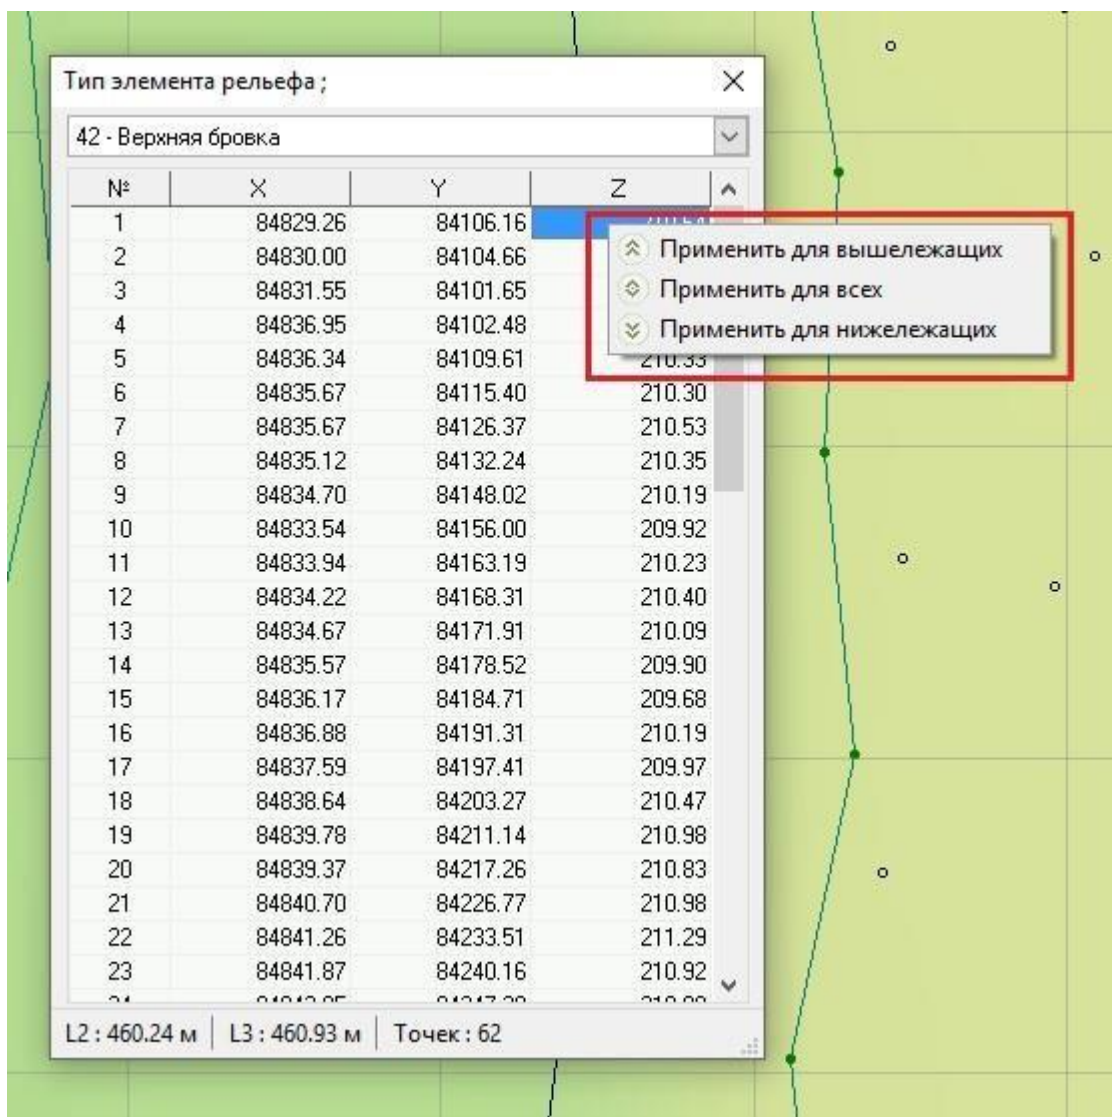 Тип элемента рельефа ;
42 - Верхняя бровка
№ X Y Z
1 84829.26 84106.16 210.54
2 84830.00 84104.66
3 84831.55 84101.65
4 84836.95 84102.48
5 84836.34 84109.61 210.33
6 84835.67 84115.40 210.30
7 84835.67 84126.37 210.53
8 84835.12 84132.24 210.35
9 84834.70 84148.02 210.19
10 84833.54 84156.00 209.92
11 84833.94 84163.19 210.23
12 84834.22 84168.31 210.40
13 84834.67 84171.91 210.09
14 84835.57 84178.52 209.90
15 84836.17 84184.71 209.68
16 84836.88 84191.31 210.19
17 84837.59 84197.41 209.97
18 84838.64 84203.27 210.47
19 84839.78 84211.14 210.98
20 84839.37 84217.26 210.83
21 84840.70 84226.77 210.98
22 84841.26 84233.51 211.29
23 84841.87 84240.16 210.92
Применить для вышележащих
Применить для всех
Применить для нижележащих
L2 : 460.24 м L3 : 460.93 м Точек : 62